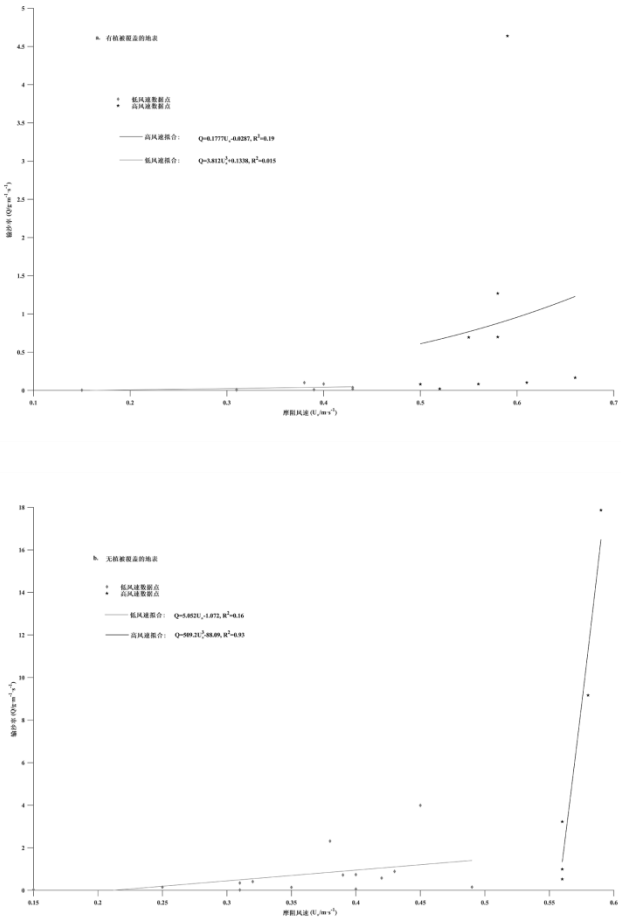 5
4.5
4
3.5
3
2.5
2
1.5
1
0.5
0
a. 有植被覆盖的地表
低风速数据点
高风速数据点
高风速拟合: Q=0.1777U*-0.0287, R²=0.19
低风速拟合: Q=3.812U*³+0.1338, R²=0.015
输沙率 (Q/g·m⁻¹·s⁻¹)
0.1 0.2 0.3 0.4 0.5 0.6 0.7
摩阻风速 (U*/m·s⁻¹)
18
16
14
12
10
8
6
4
2
0
b. 无植被覆盖的地表
低风速数据点
高风速数据点
低风速拟合: Q=5.052U*-1.072, R²=0.16
高风速拟合: Q=509.2U*³-88.09, R²=0.93
输沙率 (Q/g·m⁻¹·s⁻¹)
0.15 0.2 0.25 0.3 0.35 0.4 0.45 0.5 0.55 0.6
摩阻风速 (U*/m·s⁻¹)